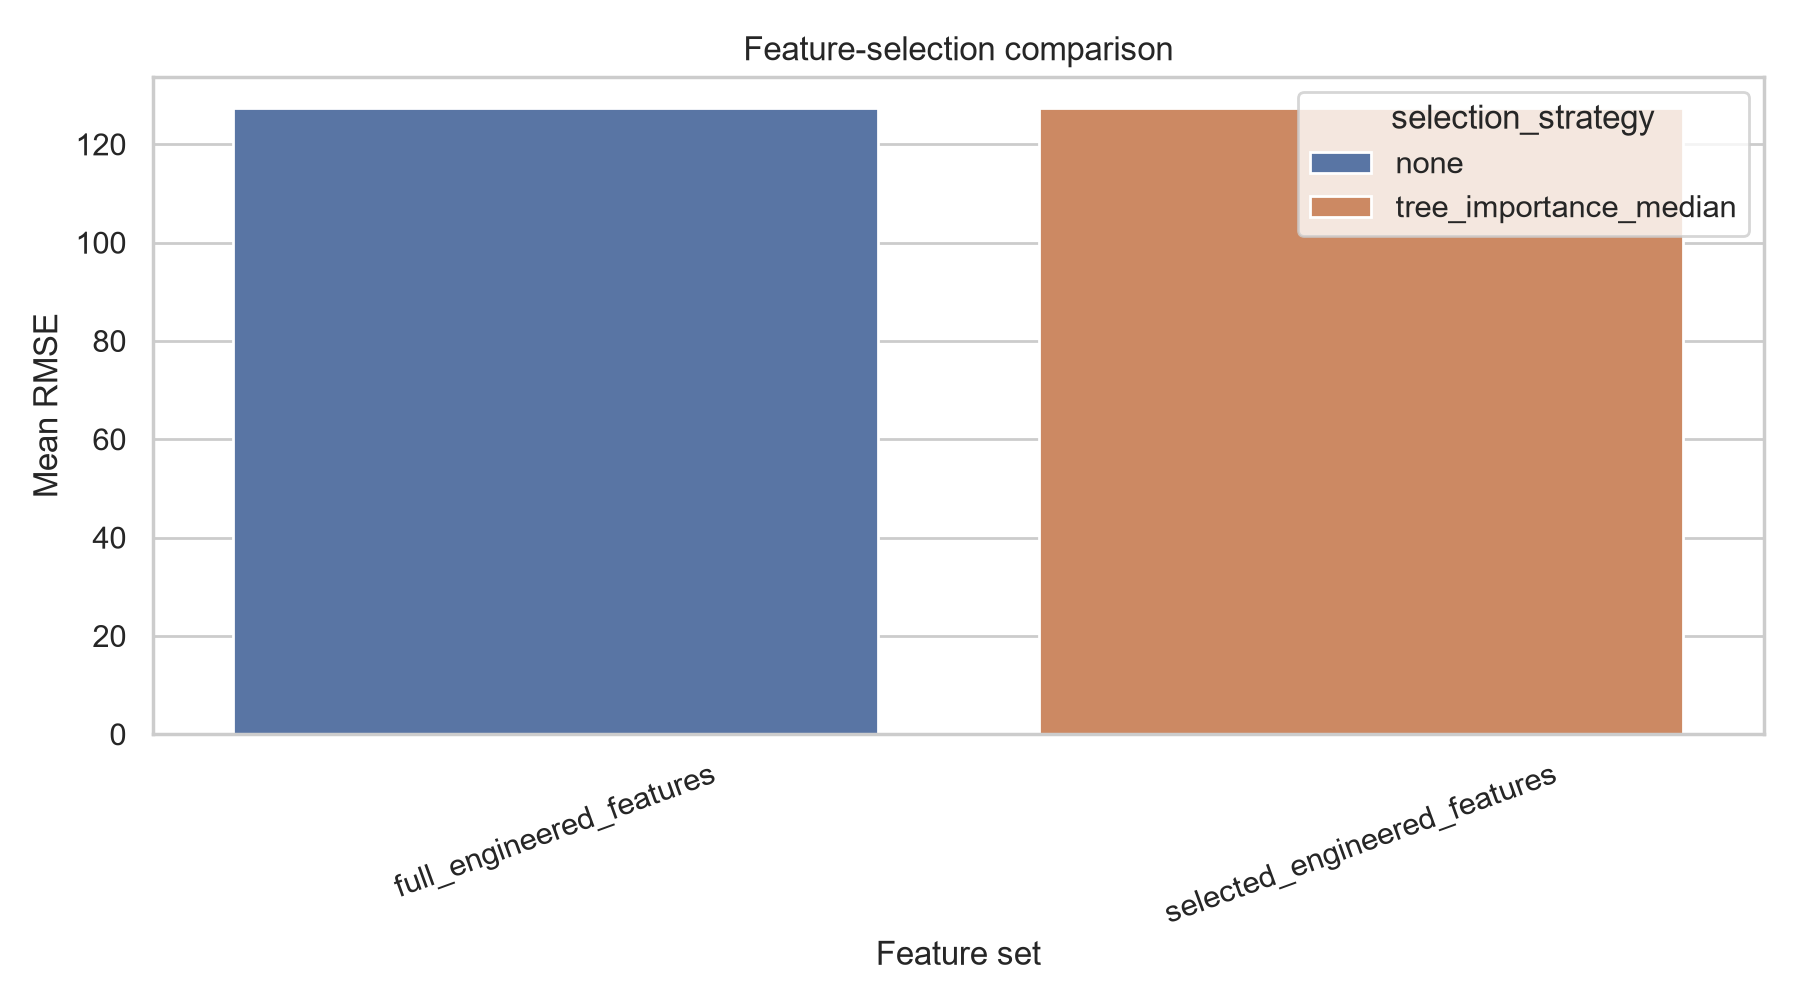 Feature-selection comparison
selection_strategy
none
tree_importance_median
Mean RMSE
120
100
80
60
40
20
0
full_engineered_features
selected_engineered_features
Feature set